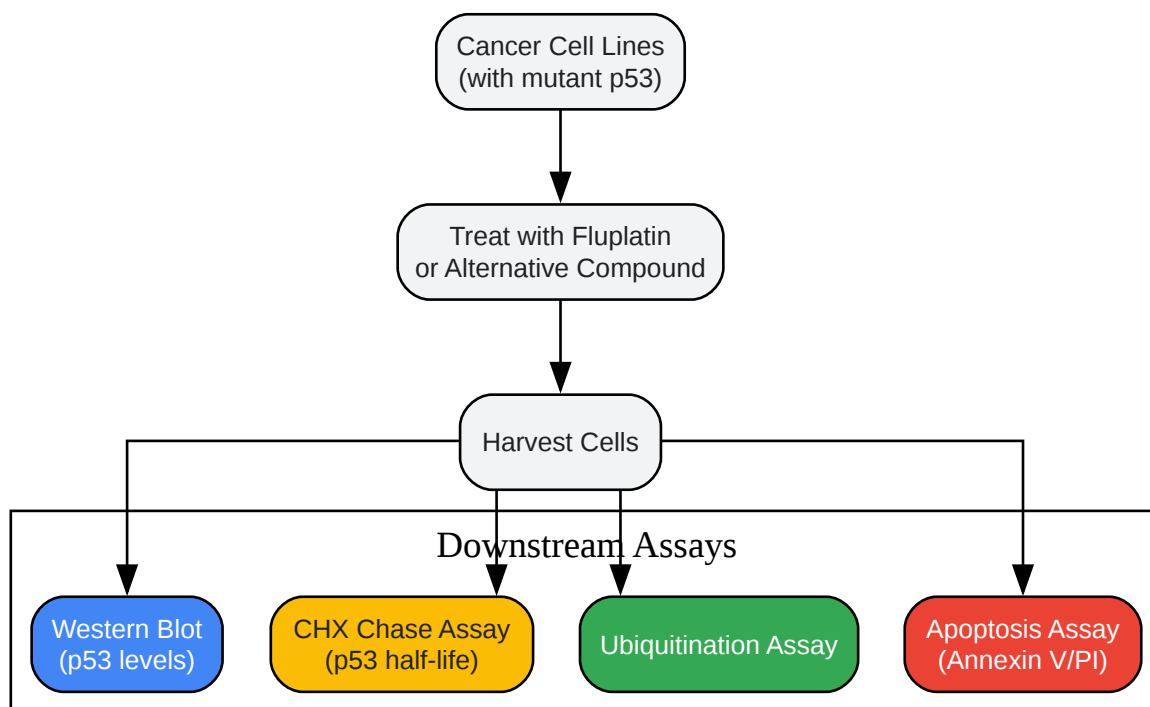 Cancer Cell Lines
(with mutant p53)
Treat with Fluplatin
or Alternative Compound
Harvest Cells
Downstream Assays
Western Blot
(p53 levels)
CHX Chase Assay
(p53 half-life)
Ubiquitination Assay
Apoptosis Assay
(Annexin V/PI)